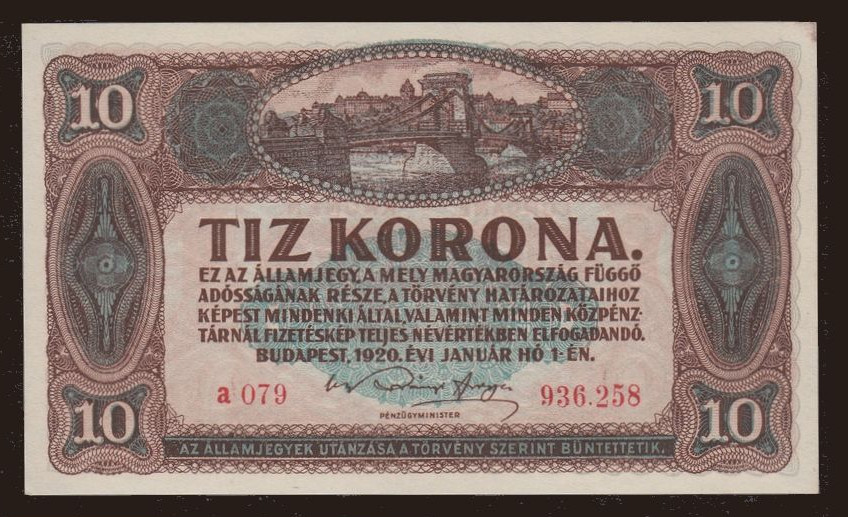 10 10
TIZ KORONA.
EZ AZ ÁLLAMJEGY, A MELY MAGYARORSZÁG FÜGGŐ
ADÓSSÁGÁNAK RÉSZE, A TÖRVÉNY HATÁROZATAIHOZ
KÉPEST MINDENKI ÁLTAL, VALAMINT MINDEN KÖZPÉNZ-
TÁRNÁL FIZETÉSKÉP TELJES NÉVÉRTÉKBEN ELFOGADANDÓ.
BUDAPEST, 1920. ÉVI JANUÁR HÓ 1-ÉN.
a 079 936.258
PÉNZÜGYMINISTER
10 10
AZ ÁLLAMJEGYEK UTÁNZÁSA A TÖRVÉNY SZERINT BÜNTETTETIK.